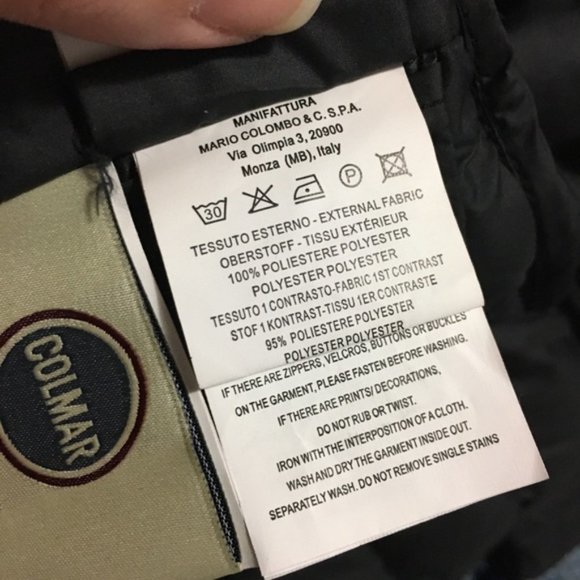 MANIFATTURA
MARIO COLOMBO & C. S.P.A.
Via Olimpia 3, 20900
Monza (MB), Italy
30
P
TESSUTO ESTERNO - EXTERNAL FABRIC
OBERSTOFF - TISSU EXTÉRIEUR
100% POLIESTERE POLYESTER
POLYESTER POLYESTER
TESSUTO 1 CONTRASTO-FABRIC 1ST CONTRAST
STOF 1 KONTRAST-TISSU 1ER CONTRASTE
95% POLIESTERE POLYESTER
POLYESTER POLYESTER
IF THERE ARE ZIPPERS, VELCROS, BUTTONS OR BUCKLES
ON THE GARMENT, PLEASE FASTEN BEFORE WASHING.
IF THERE ARE PRINTS/ DECORATIONS,
DO NOT RUB OR TWIST.
IRON WITH THE INTERPOSITION OF A CLOTH.
WASH AND DRY THE GARMENT INSIDE OUT.
SEPARATELY WASH. DO NOT REMOVE SINGLE STAINS
COLMAR